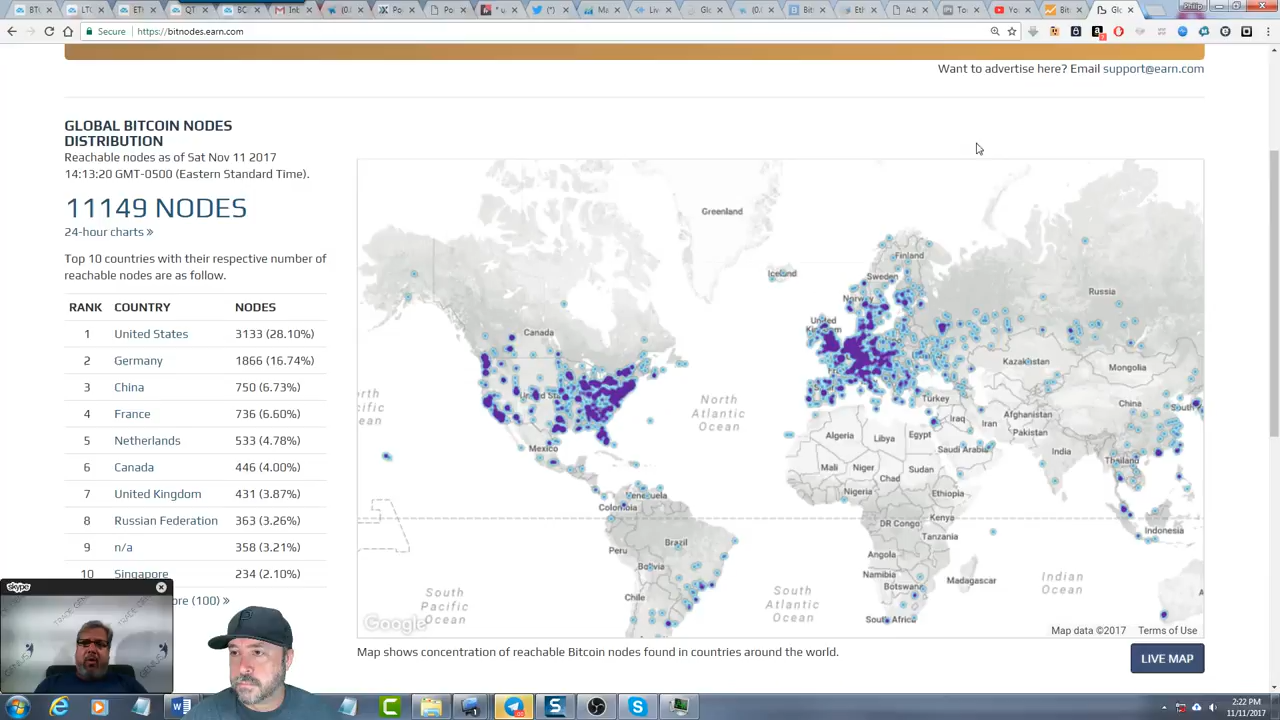 Secure | https://bitnodes.earn.com
Want to advertise here? Email support@earn.com
GLOBAL BITCOIN NODES
DISTRIBUTION
Reachable nodes as of Sat Nov 11 2017
14:13:20 GMT-0500 (Eastern Standard Time).
11149 NODES
24-hour charts »
Top 10 countries with their respective number of
reachable nodes are as follow.
RANK COUNTRY NODES
1 United States 3133 (28.10%)
2 Germany 1866 (16.74%)
3 China 750 (6.73%)
4 France 736 (6.60%)
5 Netherlands 533 (4.78%)
6 Canada 446 (4.00%)
7 United Kingdom 431 (3.87%)
8 Russian Federation 363 (3.26%)
9 n/a 358 (3.21%)
10 Singapore 234 (2.10%)
ore (100) »
Greenland
Iceland
Finland
Sweden
Norway
Russia
United
Kingdom
Canada
Kazakhstan
Mongolia
North
Atlantic
Ocean
Turkey
China
Iraq
Iran
Afghanistan
Pakistan
Algeria
Libya
Egypt
Saudi Arabia
India
Thailand
Mexico
Mali
Niger
Chad
Sudan
Nigeria
Ethiopia
Venezuela
Colombia
DR Congo
Kenya
Tanzania
Indonesia
Peru
Brazil
Bolivia
Angola
Namibia
Botswana
Madagascar
Chile
South
Pacific
Ocean
South
Atlantic
Ocean
Indian
Ocean
South Africa
Google
Map data ©2017 Terms of Use
Map shows concentration of reachable Bitcoin nodes found in countries around the world.
LIVE MAP
skype
2:22 PM
11/11/2017